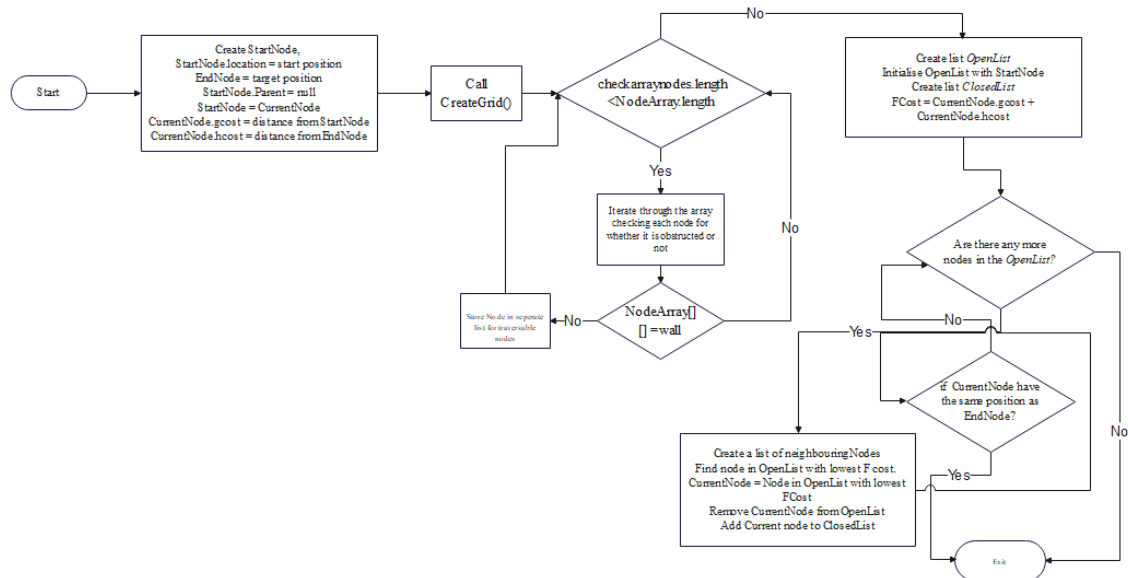 Start
Create StartNode,
StartNode.location = start position
EndNode = target position
StartNode.Parent = null
StartNode = CurrentNode
CurrentNode.gcost = distance from StartNode
CurrentNode.hcost = distance from EndNode
Call
CreateGrid()
checkarraynodes.length
<NodeArray.length
No
Yes
Iterate through the array
checking each node for
whether it is obstructed or
not
NodeArray[]
[] = wall
No
No
Store Node in seperate
list for traversable
nodes
Create list OpenList
Initialise OpenList with StartNode
Create list ClosedList
FCost = CurrentNode.gcost +
CurrentNode.hcost
Are there any more
nodes in the OpenList?
No
Yes
No
if CurrentNode have
the same position as
EndNode?
Yes
Create a list of neighbouringNodes
Find node in OpenList with lowest F cost.
CurrentNode = Node in OpenList with lowest
FCost
Remove CurrentNode from OpenList
Add Current node to ClosedList
Exit